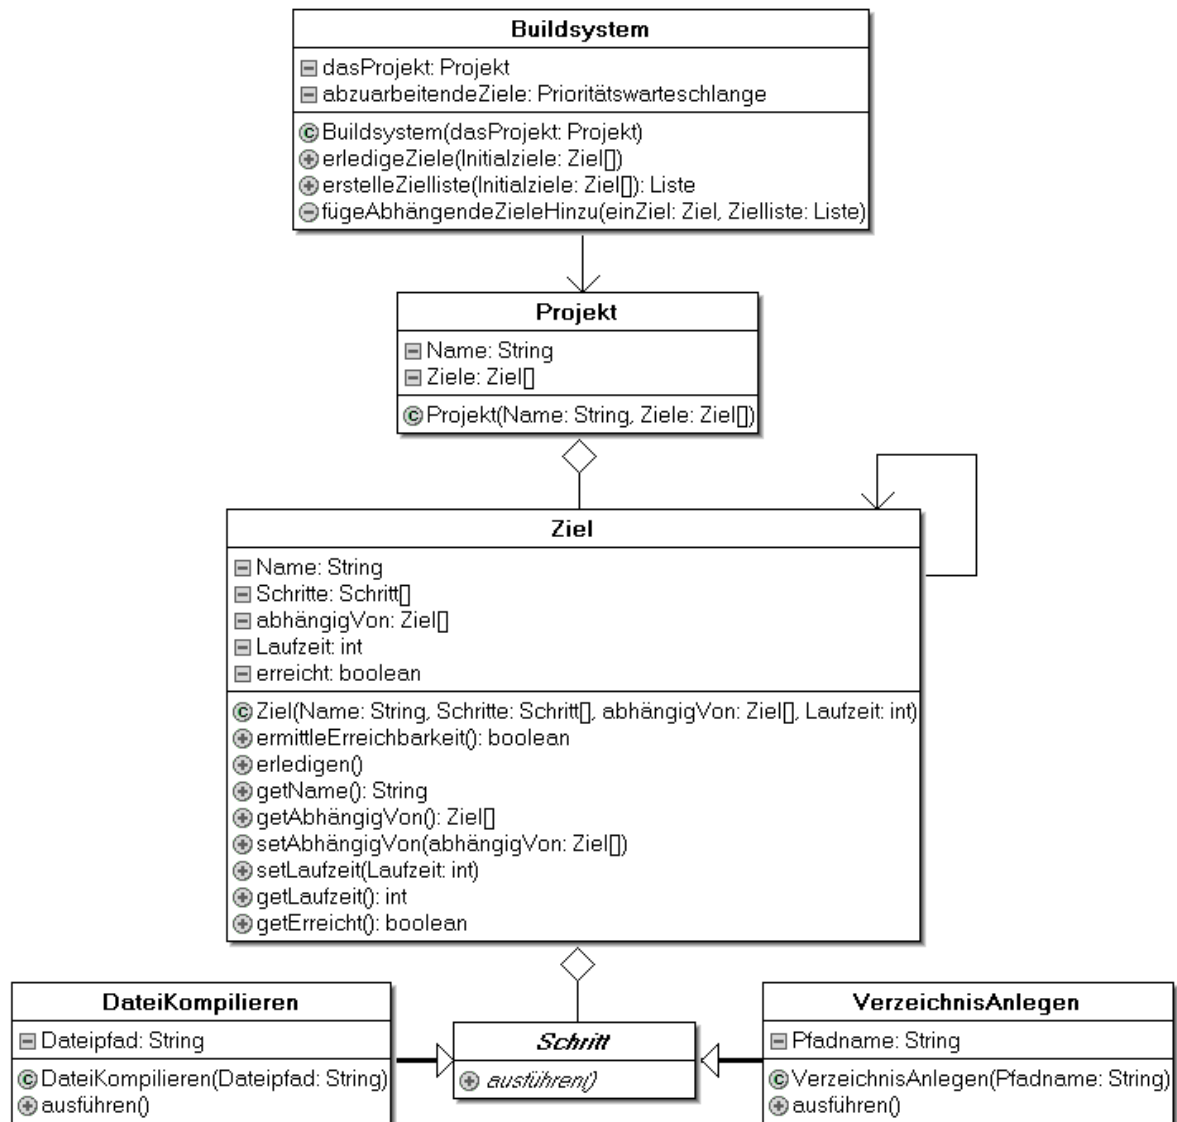 Buildsystem
dasProjekt: Projekt
abzuarbeitendeZiele: Prioritätswarteschlange
Buildsystem(dasProjekt: Projekt)
erledigeZiele(Initialziele: Ziel[])
erstelleZielliste(Initialziele: Ziel[]): Liste
fügeAbhängendeZieleHinzu(einZiel: Ziel, Zielliste: Liste)
Projekt
Name: String
Ziele: Ziel[]
Projekt(Name: String, Ziele: Ziel[])
Ziel
Name: String
Schritte: Schritt[]
abhängigVon: Ziel[]
Laufzeit: int
erreicht: boolean
Ziel(Name: String, Schritte: Schritt[], abhängigVon: Ziel[], Laufzeit: int)
ermittleErreichbarkeit(): boolean
erledigen()
getName(): String
getAbhängigVon(): Ziel[]
setAbhängigVon(abhängigVon: Ziel[])
setLaufzeit(Laufzeit: int)
getLaufzeit(): int
getErreicht(): boolean
DateiKompilieren
Dateipfad: String
DateiKompilieren(Dateipfad: String)
ausführen()
Schritt
ausführen()
VerzeichnisAnlegen
Pfadname: String
VerzeichnisAnlegen(Pfadname: String)
ausführen()